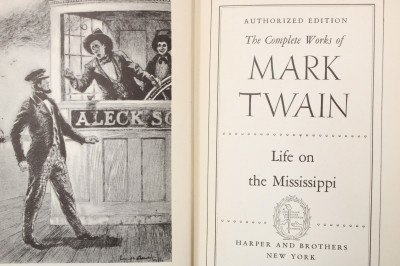 ALECK SC
AUTHORIZED EDITION
The Complete Works of
MARK
TWAIN
Life on
the Mississippi
HARPER AND BROTHERS
NEW YORK